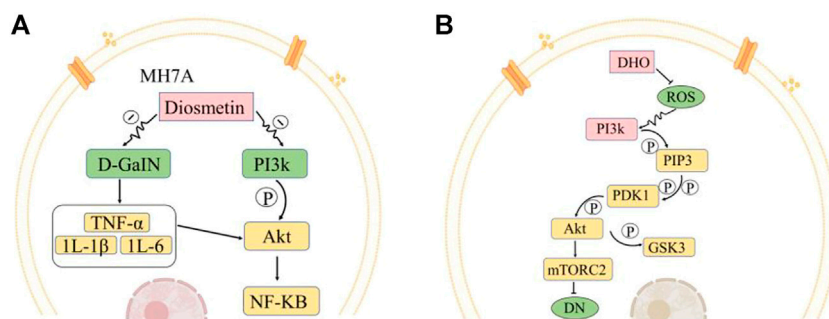 A
MH7A
Diosmetin
D-GaIN
PI3k
P
TNF-α
1L-1β 1L-6
Akt
NF-KB
B
DHO
ROS
PI3k
P
PIP3
P P
PDK1
P
Akt
P
GSK3
mTORC2
DN